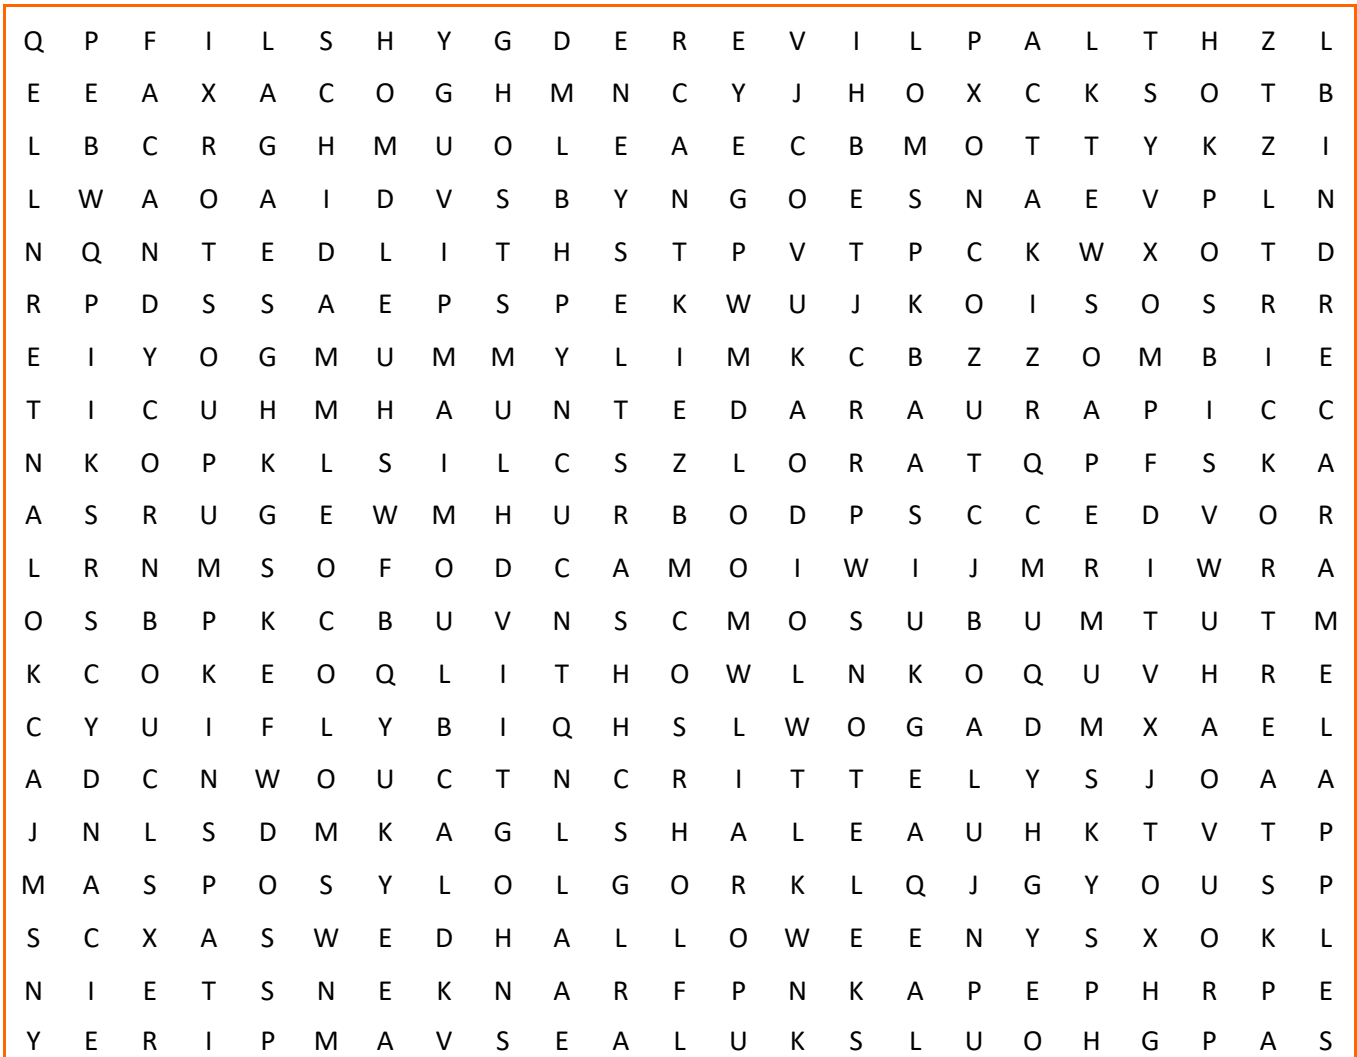 Q P F I L S H Y G D E R E V I L P A L T H Z L
E E A X A C O G H M N C Y J H O X C K S O T B
L B C R G H M U O L E A E C B M O T T Y K Z I
L W A O A I D V S B Y N G O E S N A E V P L N
N Q N T E D L I T H S T P V T P C K W X O T D
R P D S S A E P S P E K W U J K O I S O S R R
E I Y O G M U M M Y L I M K C B Z Z O M B I E
T I C U H M H A U N T E D A R A U R A P I C C
N K O P K L S I L C S Z L O R A T Q P F S K A
A S R U G E W M H U R B O D P S C C E D V O R
L R N M S O F O D C A M O I W I J M R I W R A
O S B P K C B U V N S C M O S U B U M T U T M
K C O K E O Q L I T H O W L N K O Q U V H R E
C Y U I F L Y B I Q H S L W O G A D M X A E L
A D C N W O U C T N C R I T T E L Y S J O A A
J N L S D M K A G L S H A L E A U H K T V T P
M A S P O S Y L O L G O R K L Q J G Y O U S P
S C X A S W E D H A L L O W E E N Y S X O K L
N I E T S N E K N A R F P N K A P E P H R P E
Y E R I P M A V S E A L U K S L U O H G P A S